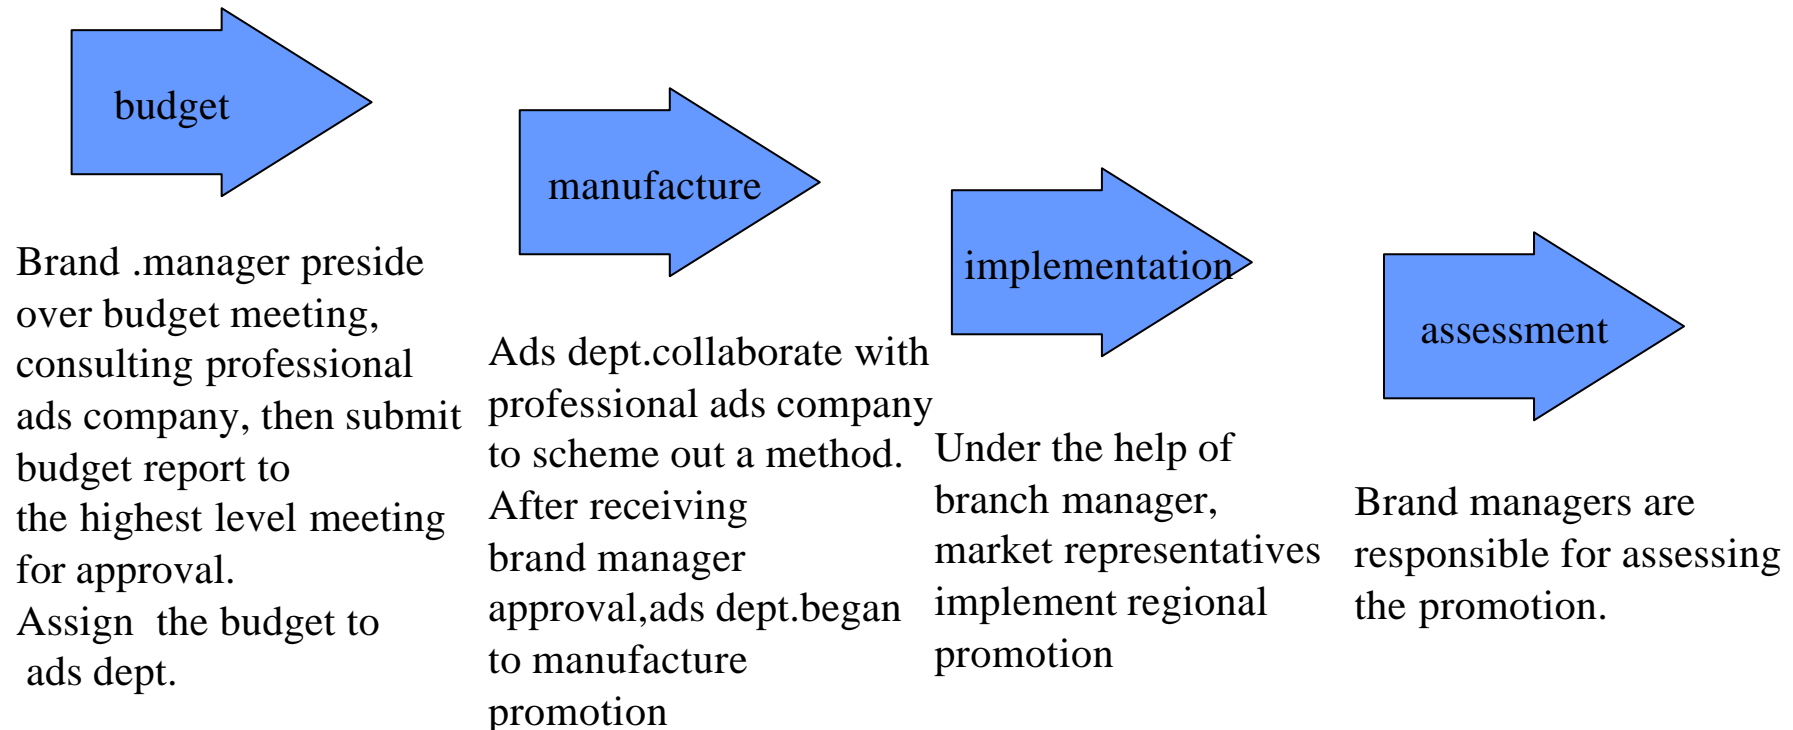 budget
Brand .manager preside
over budget meeting,
consulting professional
ads company, then submit
budget report to
the highest level meeting
for approval.
Assign  the budget to
ads dept.
manufacture
Ads dept.collaborate with
professional ads company
to scheme out a method.
After receiving
brand manager
approval,ads dept.began
to manufacture
promotion
implementation
Under the help of
branch manager,
market representatives
implement regional
promotion
assessment
Brand managers are
responsible for assessing
the promotion.